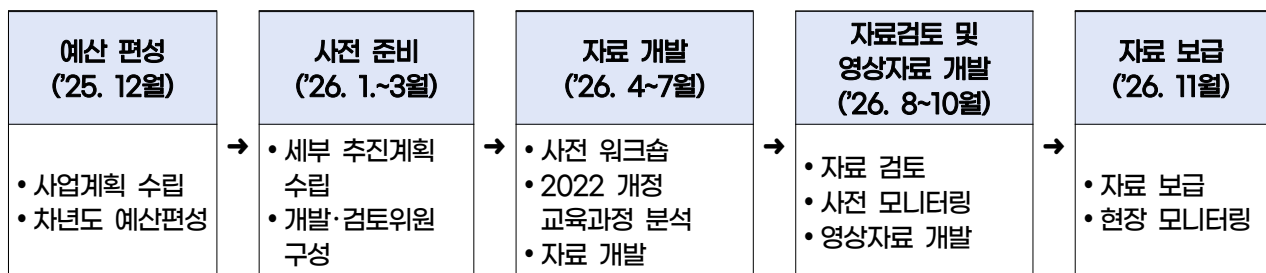 예산 편성
('25. 12월)
• 사업계획 수립
• 차년도 예산편성
➜
사전 준비
('26. 1.~3월)
• 세부 추진계획
수립
• 개발·검토위원
구성
➜
자료 개발
('26. 4~7월)
• 사전 워크숍
• 2022 개정
교육과정 분석
• 자료 개발
➜
자료검토 및
영상자료 개발
('26. 8~10월)
• 자료 검토
• 사전 모니터링
• 영상자료 개발
➜
자료 보급
('26. 11월)
• 자료 보급
• 현장 모니터링